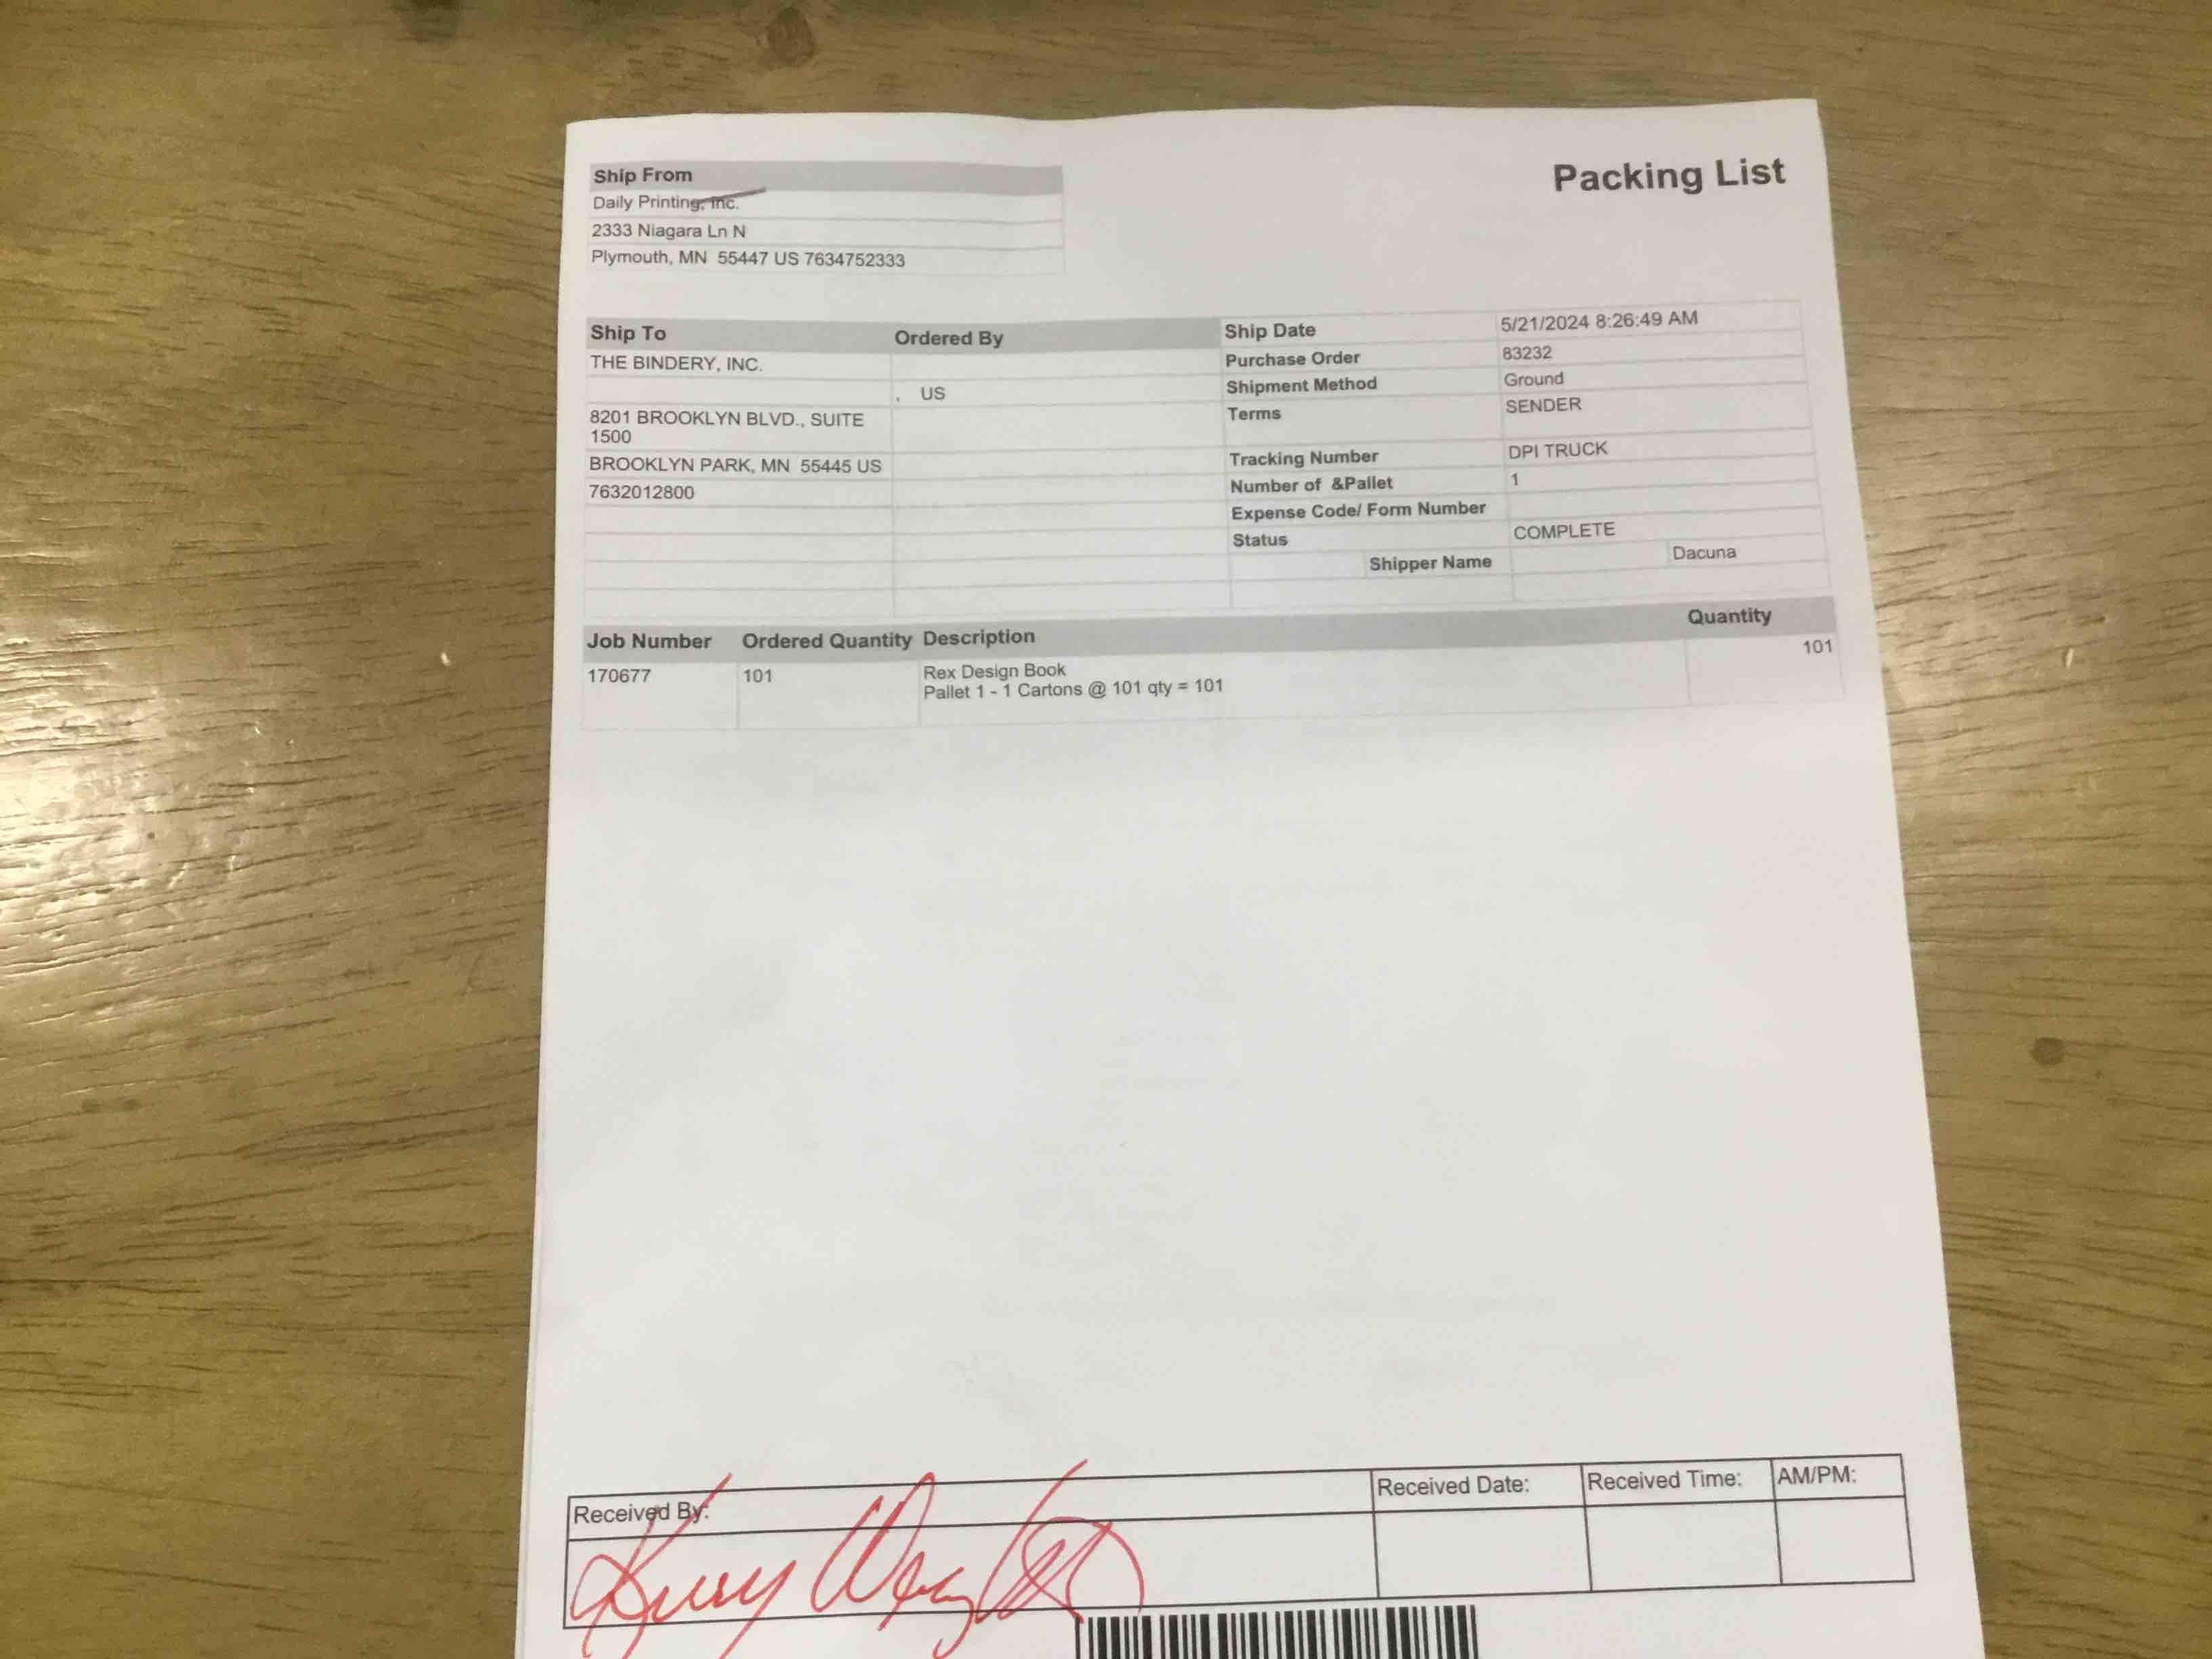 Packing List
Ship From
Daily Printing, Inc.
2333 Niagara Ln N
Plymouth, MN 55447 US 7634752333
Ship To Ordered By
THE BINDERY, INC.
, US
8201 BROOKLYN BLVD., SUITE
1500
BROOKLYN PARK, MN 55445 US
7632012800
Ship Date 5/21/2024 8:26:49 AM
Purchase Order 83232
Shipment Method Ground
Terms SENDER
Tracking Number DPI TRUCK
Number of &Pallet 1
Expense Code/ Form Number
Status COMPLETE
Shipper Name Dacuna
Job Number Ordered Quantity Description Quantity
170677 101 Rex Design Book 101
Pallet 1 - 1 Cartons @ 101 qty = 101
Received By: Received Date: Received Time: AM/PM: